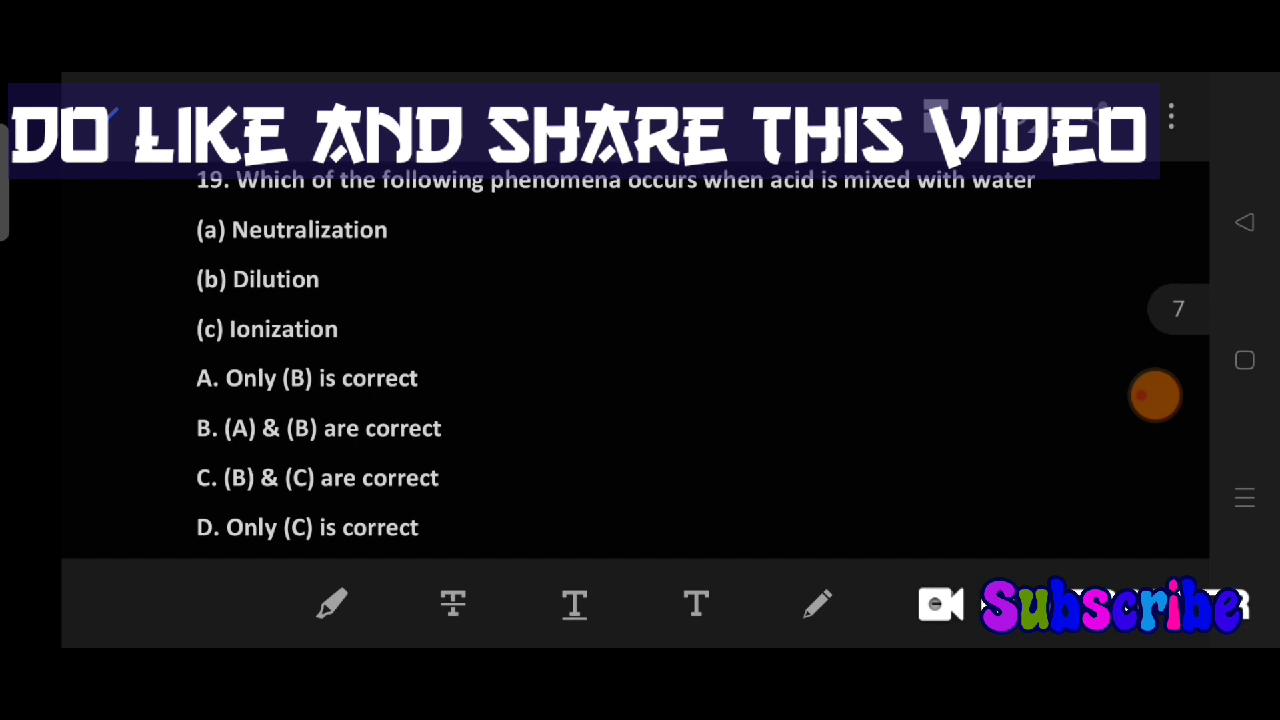 DO LIKE AND SHARE THIS VIDEO
19. Which of the following phenomena occurs when acid is mixed with water
(a) Neutralization
(b) Dilution
(c) Ionization
7
A. Only (B) is correct
B. (A) & (B) are correct
C. (B) & (C) are correct
D. Only (C) is correct
Subscribe